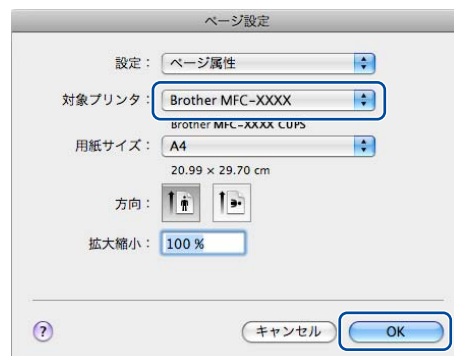 ページ設定
設定： ページ属性
対象プリンタ： Brother MFC-XXXX
Brother MFC-XXXX CUPS
用紙サイズ： A4
20.99 × 29.70 cm
方向：
拡大縮小： 100 %
? キャンセル OK